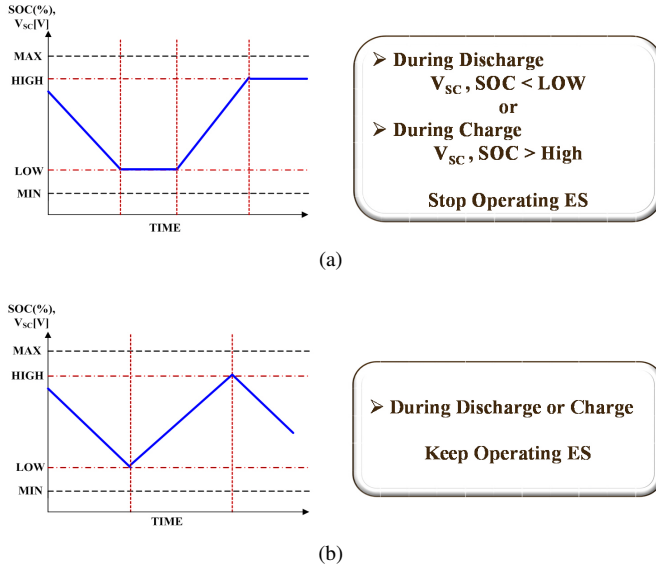 SOC(%),
V_SC[V]
MAX
HIGH
LOW
MIN
TIME
➢ During Discharge
V_SC , SOC < LOW
or
➢ During Charge
V_SC , SOC > High
Stop Operating ES
(a)
SOC(%),
V_SC[V]
MAX
HIGH
LOW
MIN
TIME
➢ During Discharge or Charge
Keep Operating ES
(b)